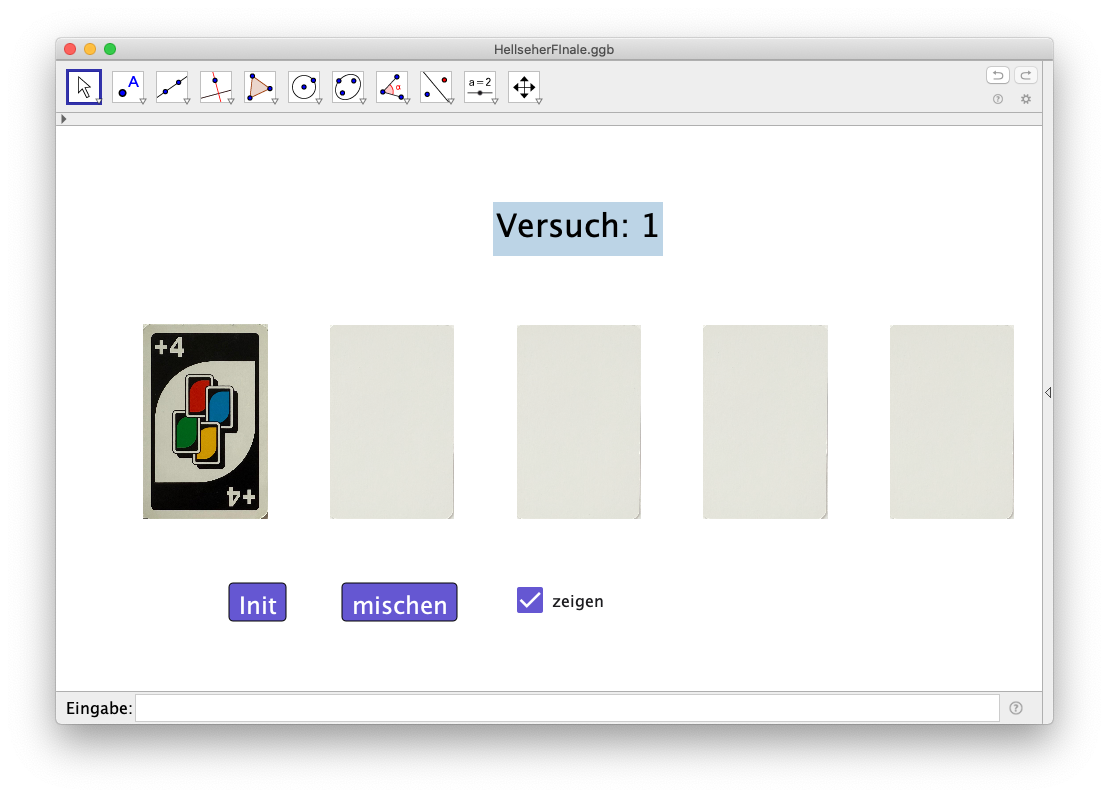 HellseherFInale.ggb
A
α
a=2
Versuch: 1
+4
+4
Init
mischen
zeigen
Eingabe: